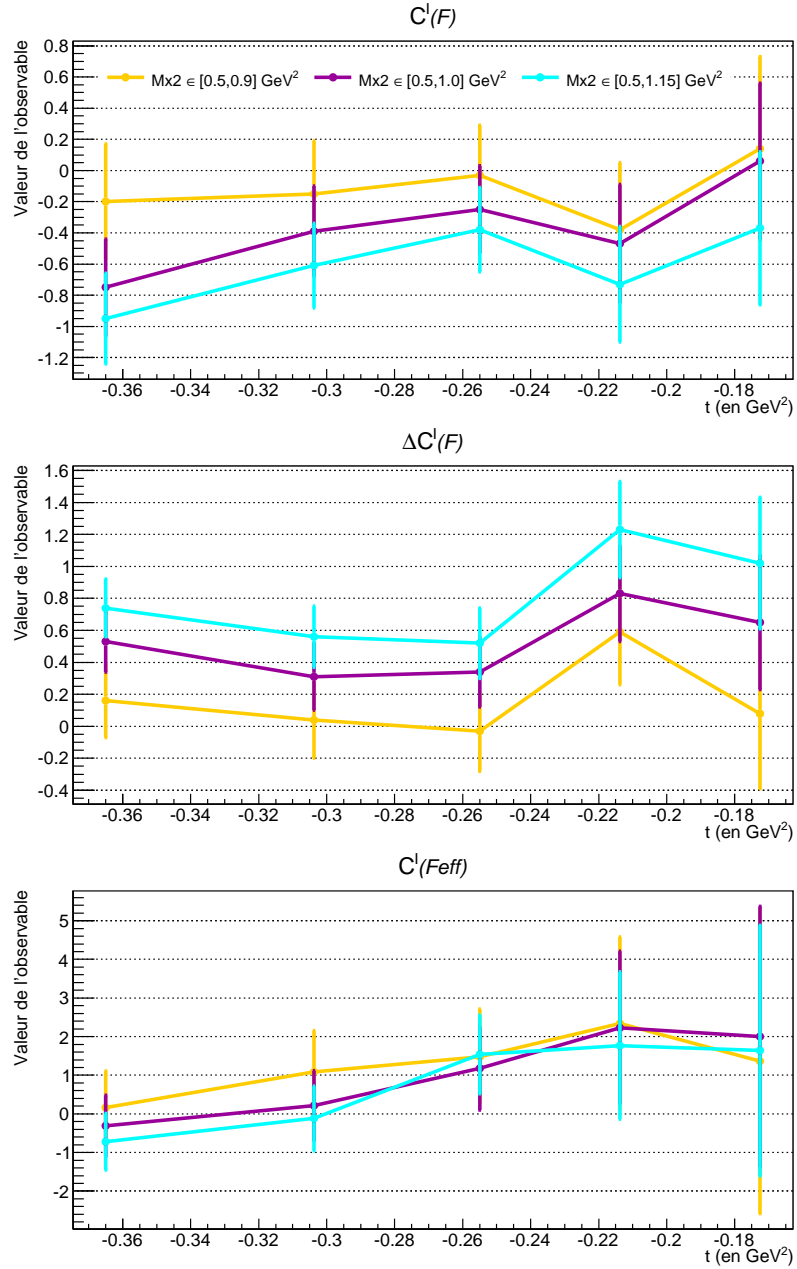 C^I(F)
Valeur de l'observable
0.8
0.6
0.4
0.2
0
-0.2
-0.4
-0.6
-0.8
-1
-1.2
Mx2 ∈ [0.5,0.9] GeV²
Mx2 ∈ [0.5,1.0] GeV²
Mx2 ∈ [0.5,1.15] GeV²
-0.36 -0.34 -0.32 -0.3 -0.28 -0.26 -0.24 -0.22 -0.2 -0.18
t (en GeV²)
ΔC^I(F)
Valeur de l'observable
1.6
1.4
1.2
1
0.8
0.6
0.4
0.2
0
-0.2
-0.4
-0.36 -0.34 -0.32 -0.3 -0.28 -0.26 -0.24 -0.22 -0.2 -0.18
t (en GeV²)
C^I(Feff)
Valeur de l'observable
5
4
3
2
1
0
-1
-2
-0.36 -0.34 -0.32 -0.3 -0.28 -0.26 -0.24 -0.22 -0.2 -0.18
t (en GeV²)